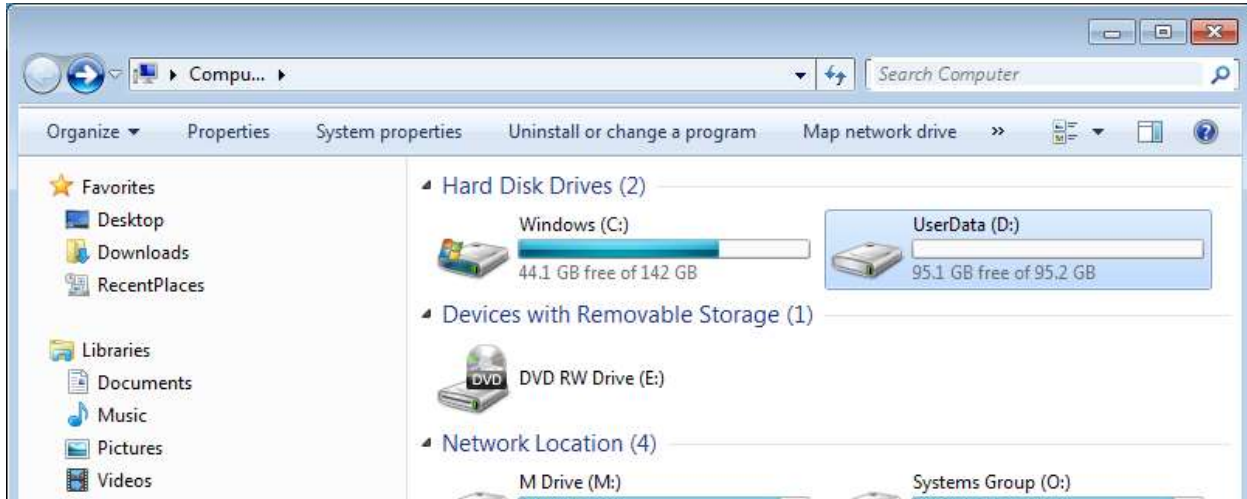 Compu...
Search Computer
Organize Properties System properties Uninstall or change a program Map network drive »
Favorites
Desktop
Downloads
RecentPlaces
Libraries
Documents
Music
Pictures
Videos
Hard Disk Drives (2)
Windows (C:)
44.1 GB free of 142 GB
UserData (D:)
95.1 GB free of 95.2 GB
Devices with Removable Storage (1)
DVD
DVD RW Drive (E:)
Network Location (4)
M Drive (M:)
Systems Group (O:)